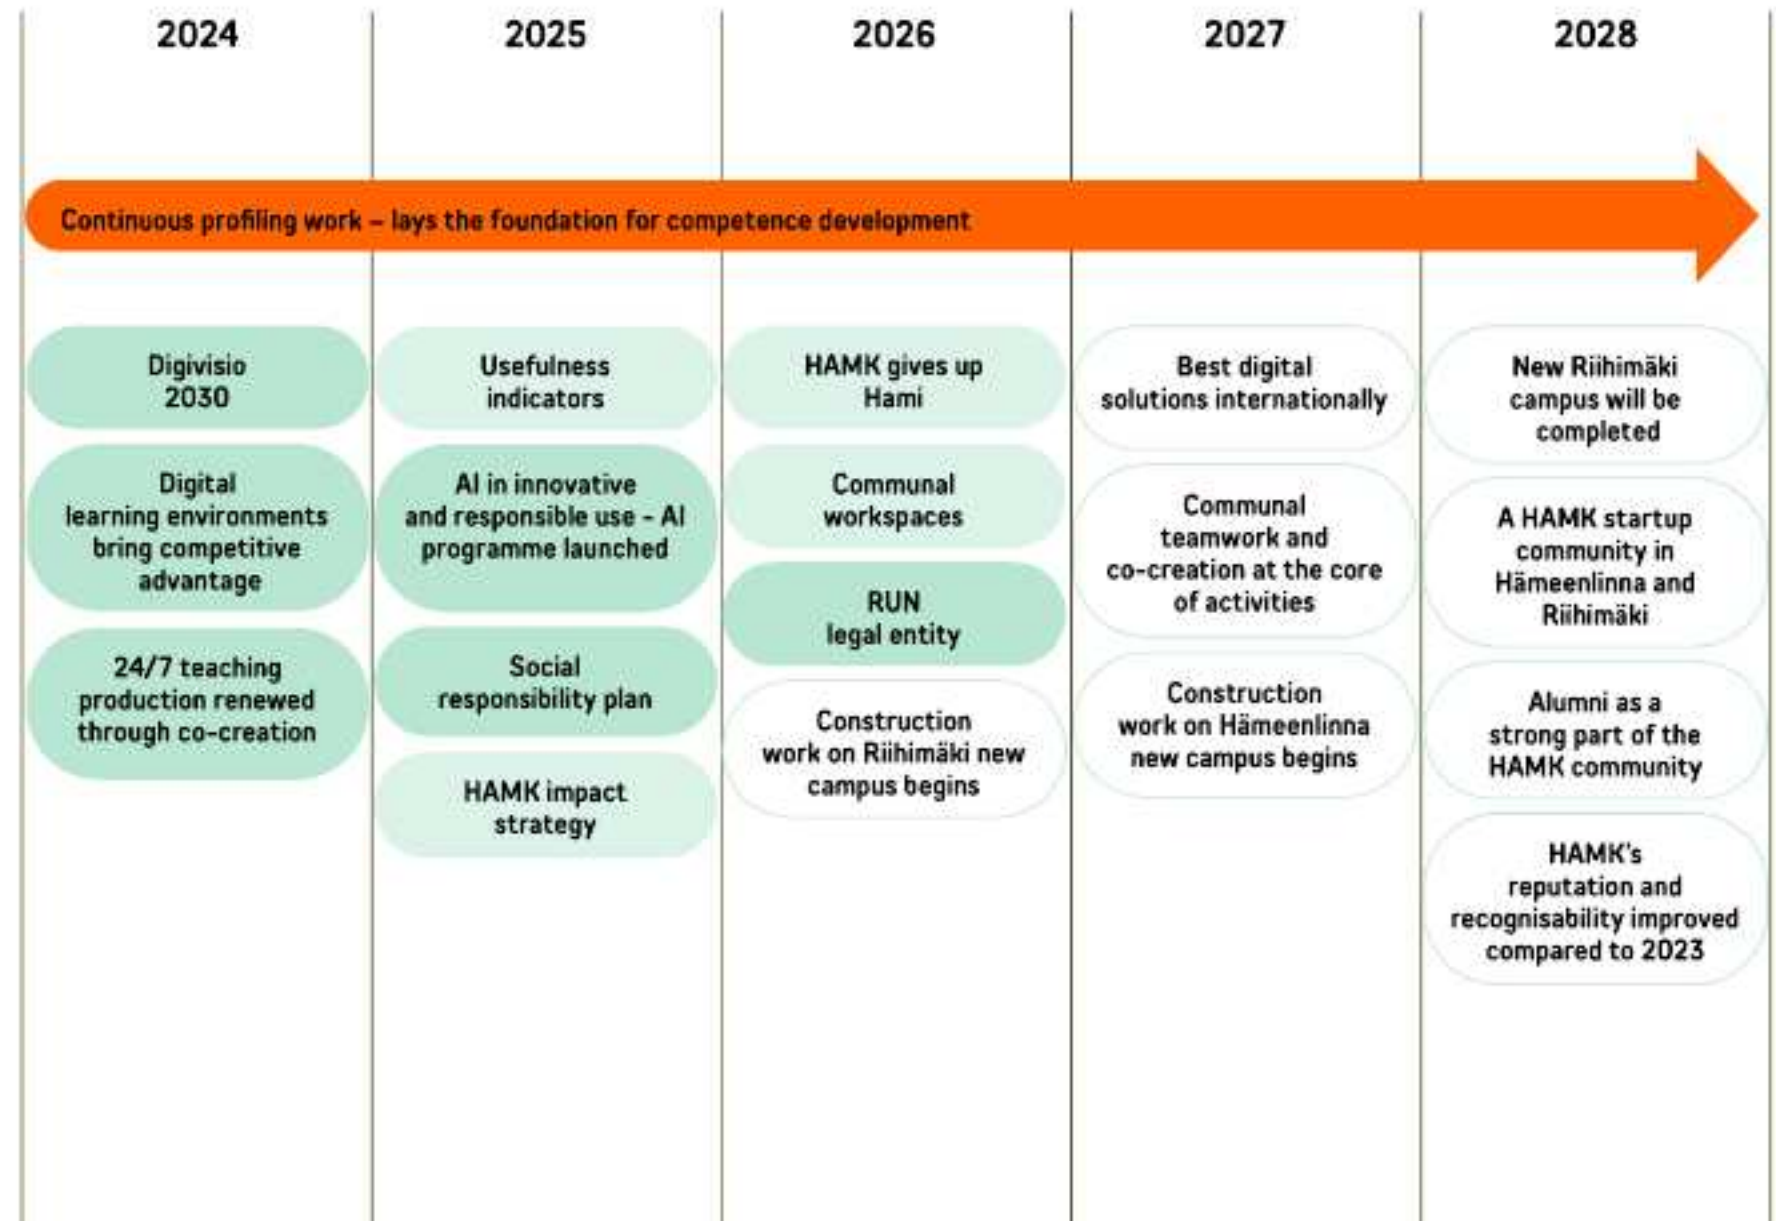 2024
2025
2026
2027
2028
Continuous profiling work – lays the foundation for competence development
Digivisio
2030
Digital
learning environments
bring competitive
advantage
24/7 teaching
production renewed
through co-creation
Usefulness
indicators
AI in innovative
and responsible use - AI
programme launched
Social
responsibility plan
HAMK impact
strategy
HAMK gives up
Hami
Communal
workspaces
RUN
legal entity
Construction
work on Riihimäki new
campus begins
Best digital
solutions internationally
Communal
teamwork and
co-creation at the core
of activities
Construction
work on Hämeenlinna
new campus begins
New Riihimäki
campus will be
completed
A HAMK startup
community in
Hämeenlinna and
Riihimäki
Alumni as a
strong part of the
HAMK community
HAMK's
reputation and
recognisability improved
compared to 2023